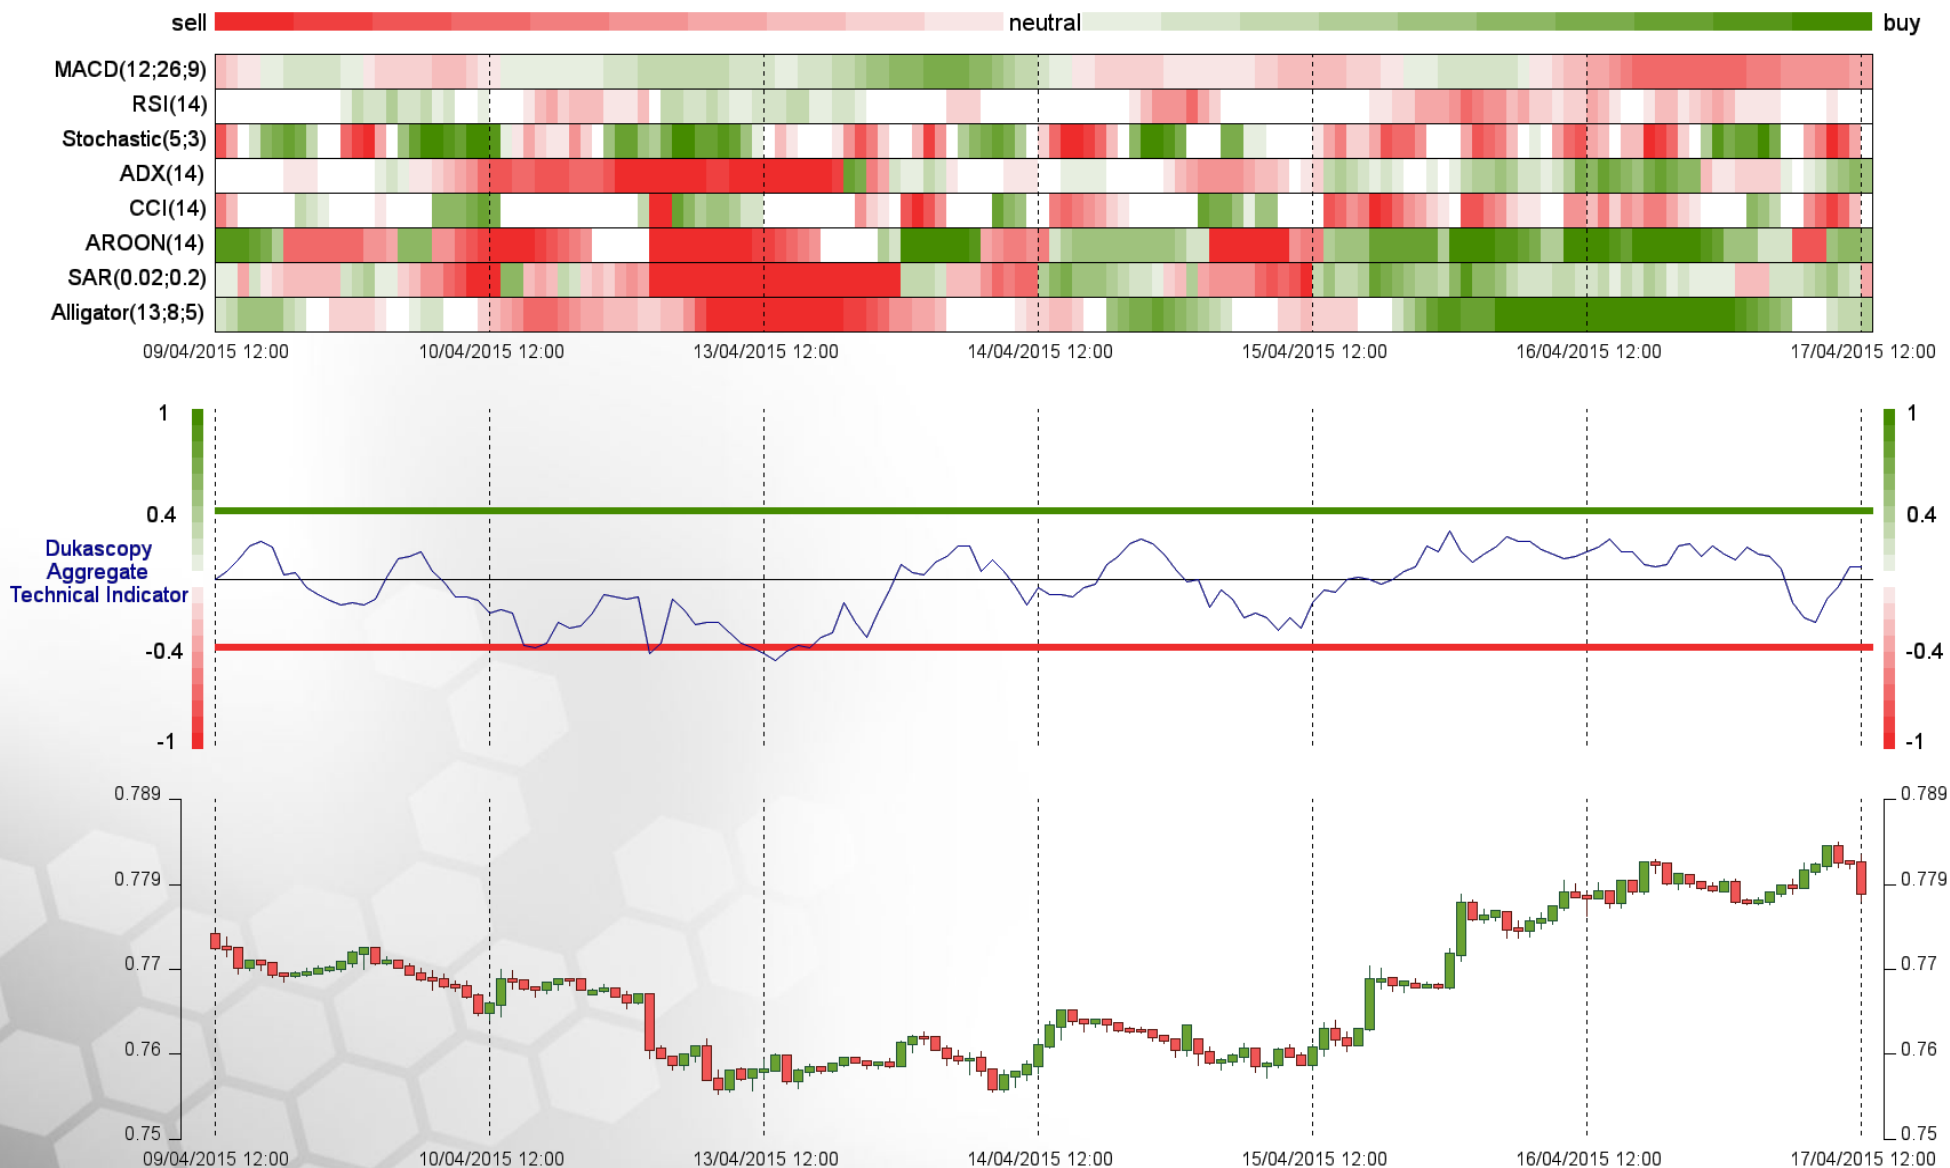 sell neutral buy
MACD(12;26;9)
RSI(14)
Stochastic(5;3)
ADX(14)
CCI(14)
AROON(14)
SAR(0.02;0.2)
Alligator(13;8;5)
09/04/2015 12:00 10/04/2015 12:00 13/04/2015 12:00 14/04/2015 12:00 15/04/2015 12:00 16/04/2015 12:00 17/04/2015 12:00
1 1
0.4 0.4
Dukascopy
Aggregate
Technical Indicator
-0.4 -0.4
-1 -1
0.789 0.789
0.779 0.779
0.77 0.77
0.76 0.76
0.75 0.75
09/04/2015 12:00 10/04/2015 12:00 13/04/2015 12:00 14/04/2015 12:00 15/04/2015 12:00 16/04/2015 12:00 17/04/2015 12:00